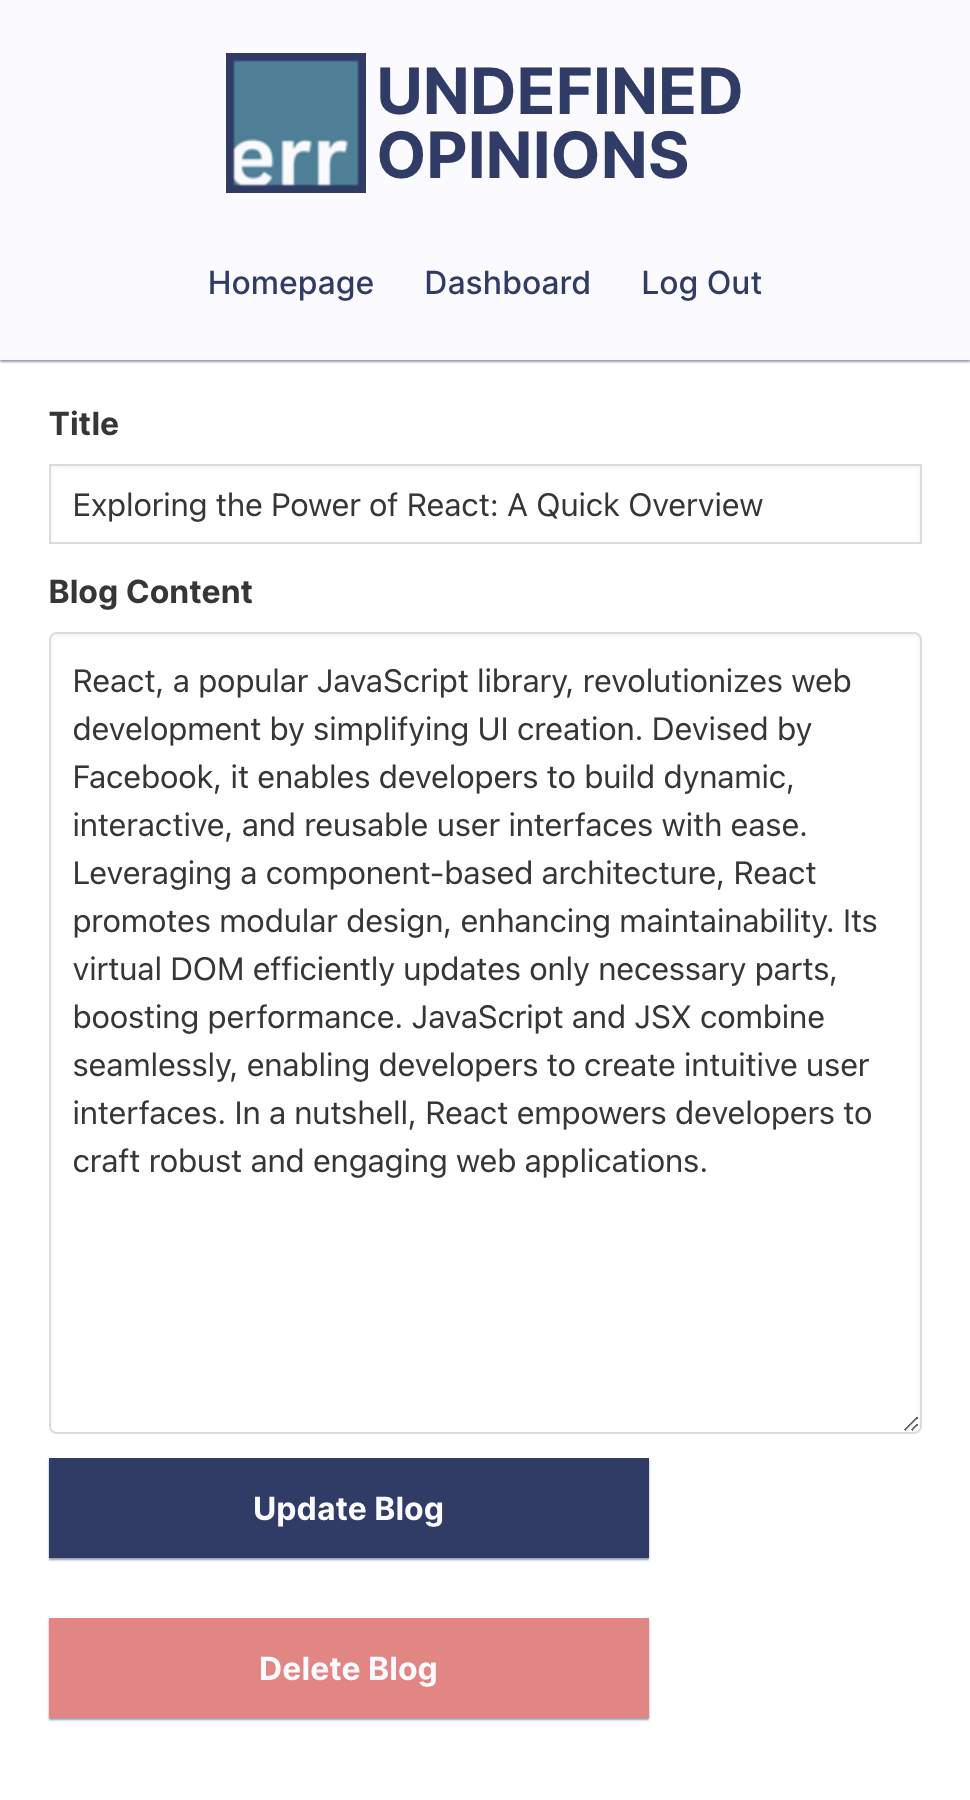 err
UNDEFINED
OPINIONS
Homepage Dashboard Log Out
Title
Exploring the Power of React: A Quick Overview
Blog Content
React, a popular JavaScript library, revolutionizes web
development by simplifying UI creation. Devised by
Facebook, it enables developers to build dynamic,
interactive, and reusable user interfaces with ease.
Leveraging a component-based architecture, React
promotes modular design, enhancing maintainability. Its
virtual DOM efficiently updates only necessary parts,
boosting performance. JavaScript and JSX combine
seamlessly, enabling developers to create intuitive user
interfaces. In a nutshell, React empowers developers to
craft robust and engaging web applications.
Update Blog
Delete Blog